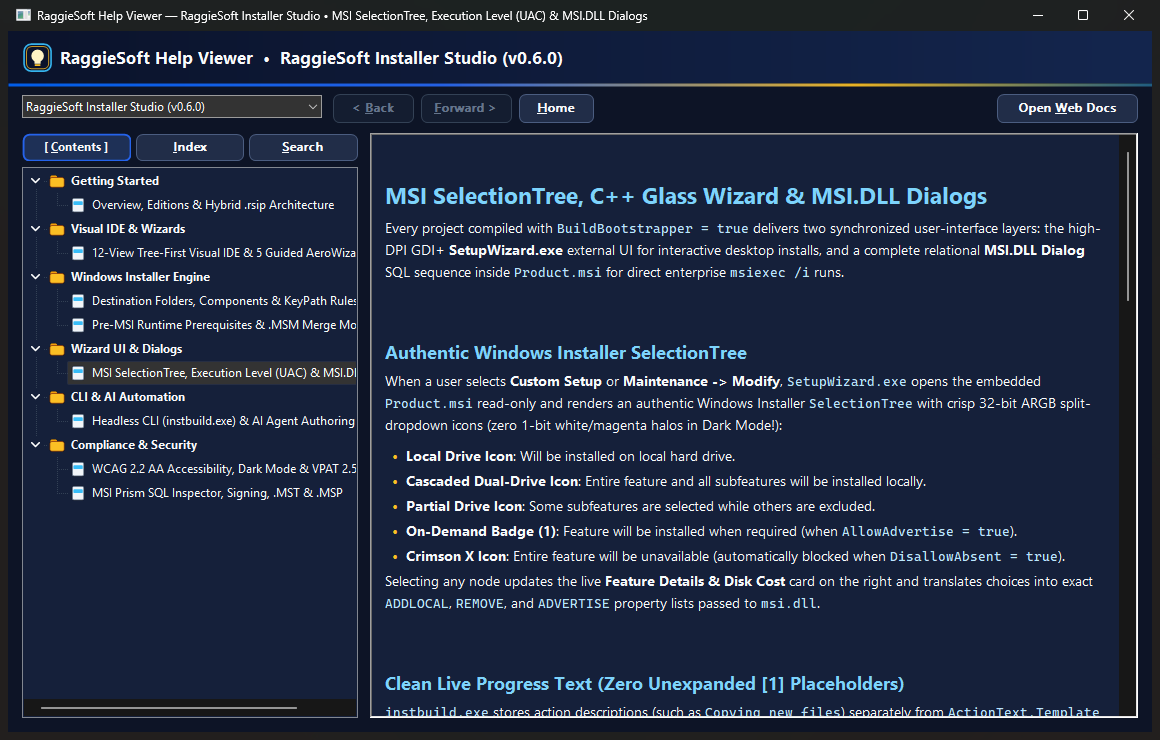 RaggieSoft Help Viewer — RaggieSoft Installer Studio • MSI SelectionTree, Execution Level (UAC) & MSI.DLL Dialogs
RaggieSoft Help Viewer • RaggieSoft Installer Studio (v0.6.0)
RaggieSoft Installer Studio (v0.6.0)
< Back
Forward >
Home
Open Web Docs
[ Contents ]
Index
Search
Getting Started
Overview, Editions & Hybrid .rsip Architecture
Visual IDE & Wizards
12-View Tree-First Visual IDE & 5 Guided AeroWiza
Windows Installer Engine
Destination Folders, Components & KeyPath Rules
Pre-MSI Runtime Prerequisites & .MSM Merge Mo
Wizard UI & Dialogs
MSI SelectionTree, Execution Level (UAC) & MSI.DI
CLI & AI Automation
Headless CLI (instbuild.exe) & AI Agent Authoring
Compliance & Security
WCAG 2.2 AA Accessibility, Dark Mode & VPAT 2.5
MSI Prism SQL Inspector, Signing, .MST & .MSP
MSI SelectionTree, C++ Glass Wizard & MSI.DLL Dialogs
Every project compiled with BuildBootstrapper = true delivers two synchronized user-interface layers: the high-
DPI GDI+ SetupWizard.exe external UI for interactive desktop installs, and a complete relational MSI.DLL Dialog
SQL sequence inside Product.msi for direct enterprise msiexec /i runs.
Authentic Windows Installer SelectionTree
When a user selects Custom Setup or Maintenance -> Modify, SetupWizard.exe opens the embedded
Product.msi read-only and renders an authentic Windows Installer SelectionTree with crisp 32-bit ARGB split-
dropdown icons (zero 1-bit white/magenta halos in Dark Mode!):
• Local Drive Icon: Will be installed on local hard drive.
• Cascaded Dual-Drive Icon: Entire feature and all subfeatures will be installed locally.
• Partial Drive Icon: Some subfeatures are selected while others are excluded.
• On-Demand Badge (1): Feature will be installed when required (when AllowAdvertise = true).
• Crimson X Icon: Entire feature will be unavailable (automatically blocked when DisallowAbsent = true).
Selecting any node updates the live Feature Details & Disk Cost card on the right and translates choices into exact
ADDLOCAL, REMOVE, and ADVERTISE property lists passed to msi.dll.
Clean Live Progress Text (Zero Unexpanded [1] Placeholders)
instbuild.exe stores action descriptions (such as Copying new files) separately from ActionText.Template